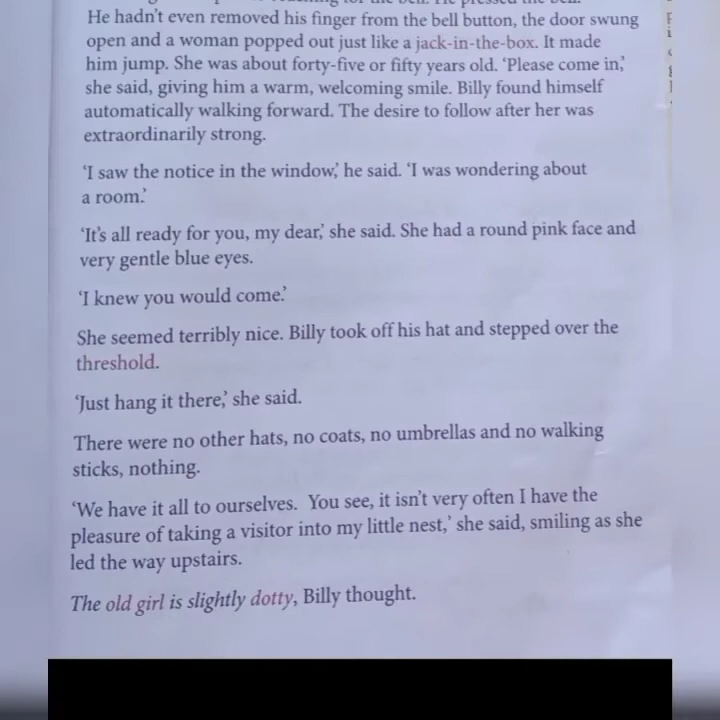 He hadn't even removed his finger from the bell button, the door swung
open and a woman popped out just like a jack-in-the-box. It made
him jump. She was about forty-five or fifty years old. 'Please come in,'
she said, giving him a warm, welcoming smile. Billy found himself
automatically walking forward. The desire to follow after her was
extraordinarily strong.
'I saw the notice in the window,' he said. 'I was wondering about
a room.'
'It's all ready for you, my dear,' she said. She had a round pink face and
very gentle blue eyes.
'I knew you would come.'
She seemed terribly nice. Billy took off his hat and stepped over the
threshold.
'Just hang it there,' she said.
There were no other hats, no coats, no umbrellas and no walking
sticks, nothing.
'We have it all to ourselves. You see, it isn't very often I have the
pleasure of taking a visitor into my little nest,' she said, smiling as she
led the way upstairs.
The old girl is slightly dotty, Billy thought.